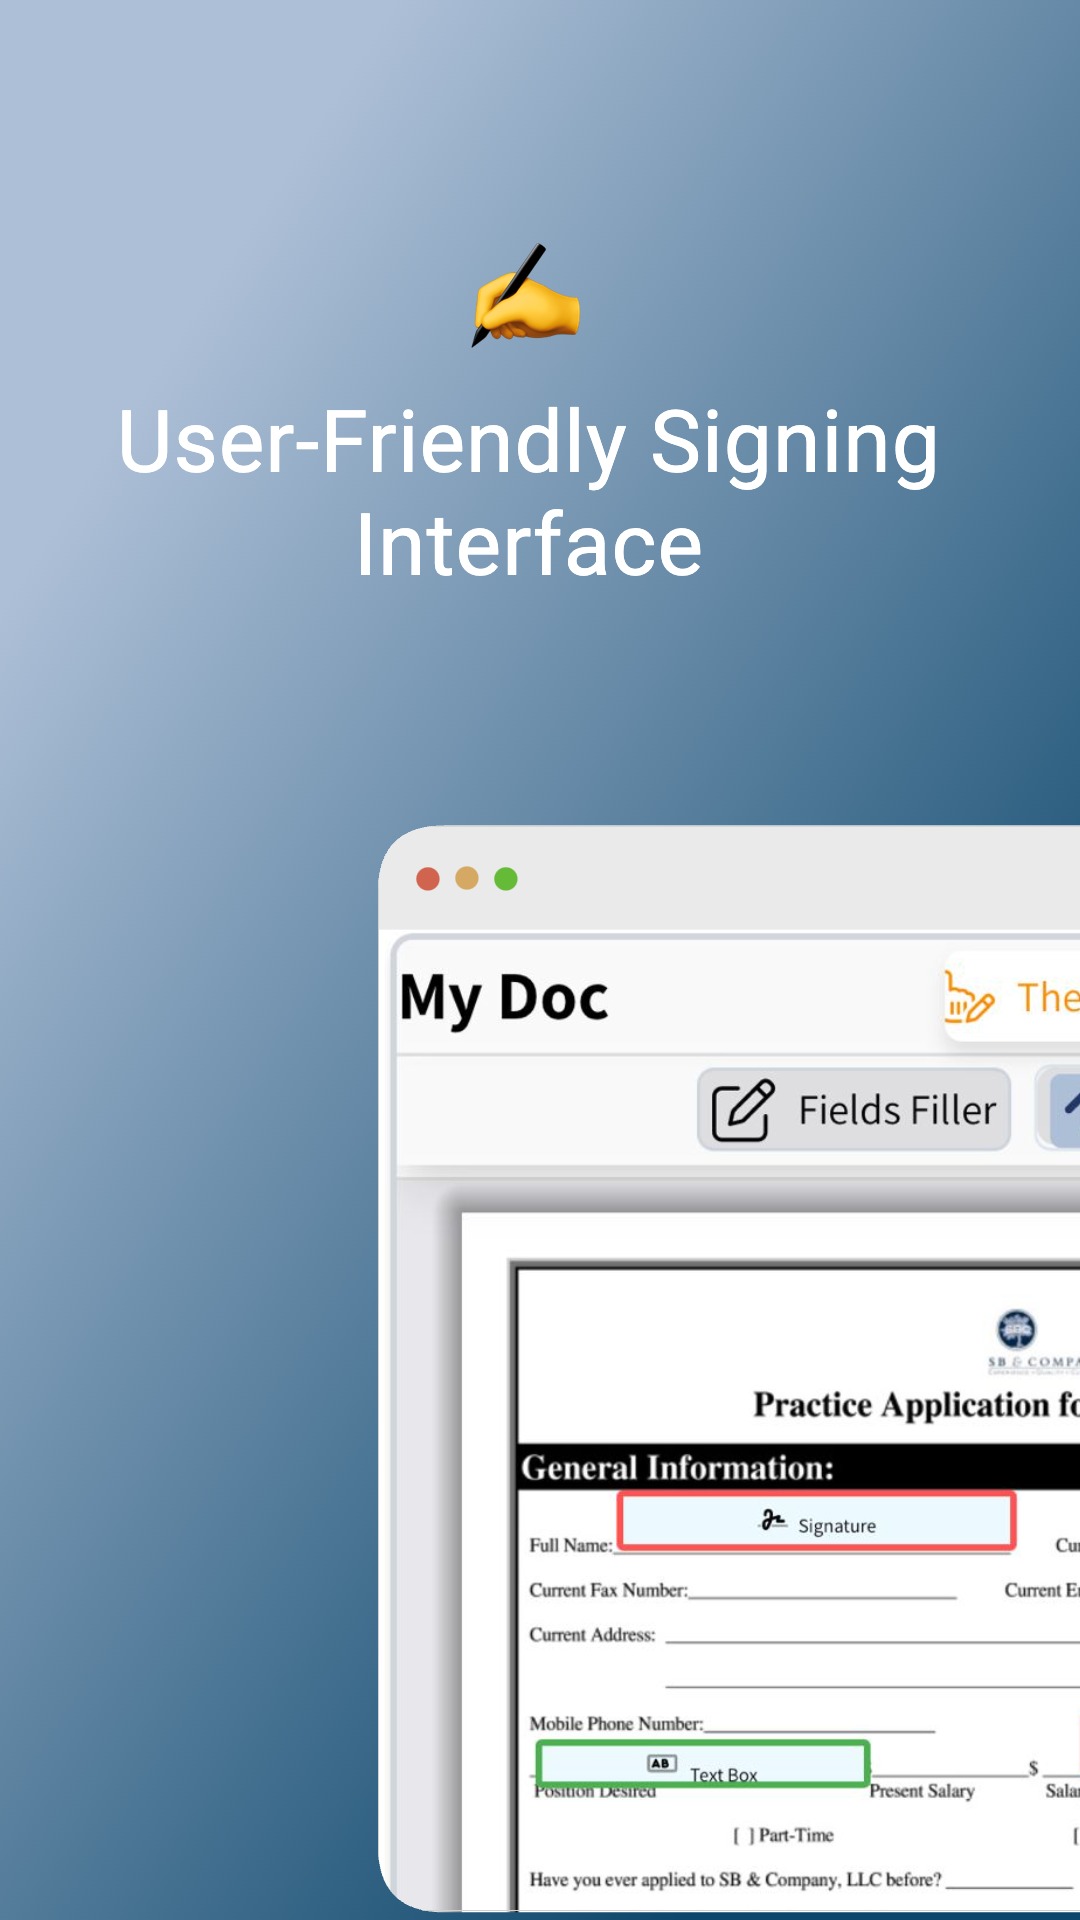 User-Friendly Signing
Interface
My Doc
The
Fields Filler
SB & COMPA
Practice Application fo
General Information:
Signature
Full Name:
Cur
Current Fax Number:
Current E
Current Address:
Mobile Phone Number:
AB Text Box
$
Position Desired
Present Salary
Salar
[ ] Part-Time
[
Have you ever applied to SB & Company, LLC before?